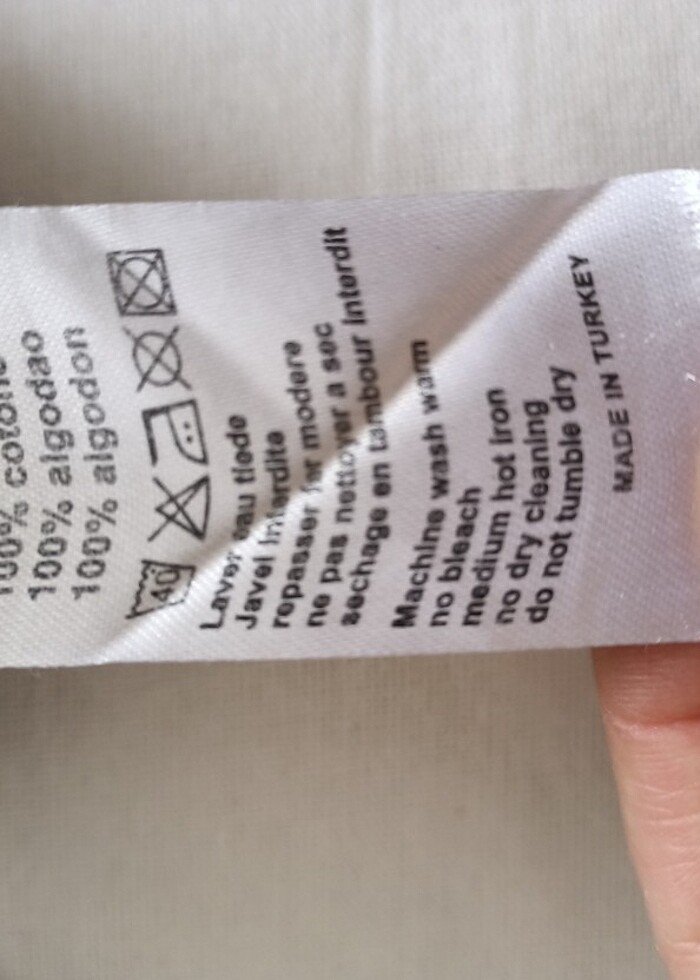 100% cotone
100% algodao
100% algodon
40
Laver eau tiede
Javel interdite
repasser fer modere
ne pas nettoyer a sec
sechage en tambour interdit
Machine wash warm
no bleach
medium hot iron
no dry cleaning
do not tumble dry
MADE IN TURKEY